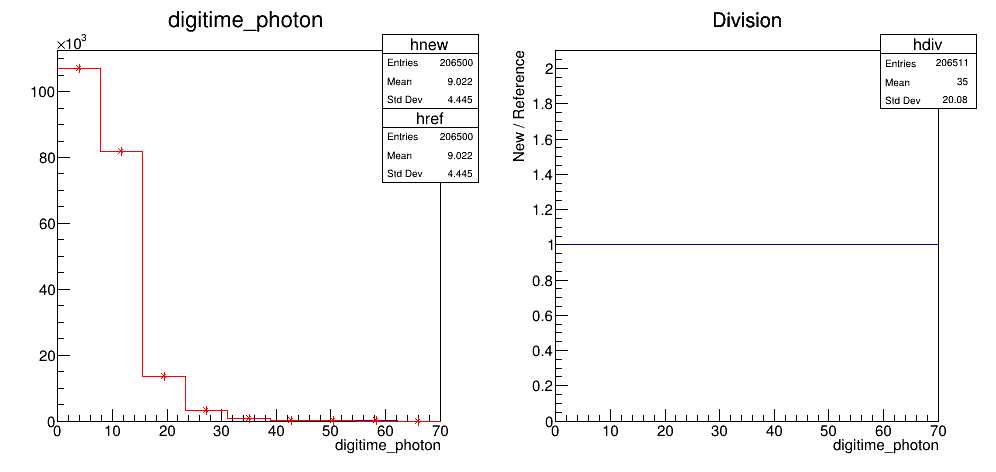 digitime_photon
×10³
100
80
60
40
20
0
0 10 20 30 40 50 60 70
digitime_photon
hnew
Entries 206500
Mean 9.022
Std Dev 4.445
href
Entries 206500
Mean 9.022
Std Dev 4.445
Division
New / Reference
2
1.8
1.6
1.4
1.2
1
0.8
0.6
0.4
0.2
0
0 10 20 30 40 50 60 70
digitime_photon
hdiv
Entries 206511
Mean 35
Std Dev 20.08